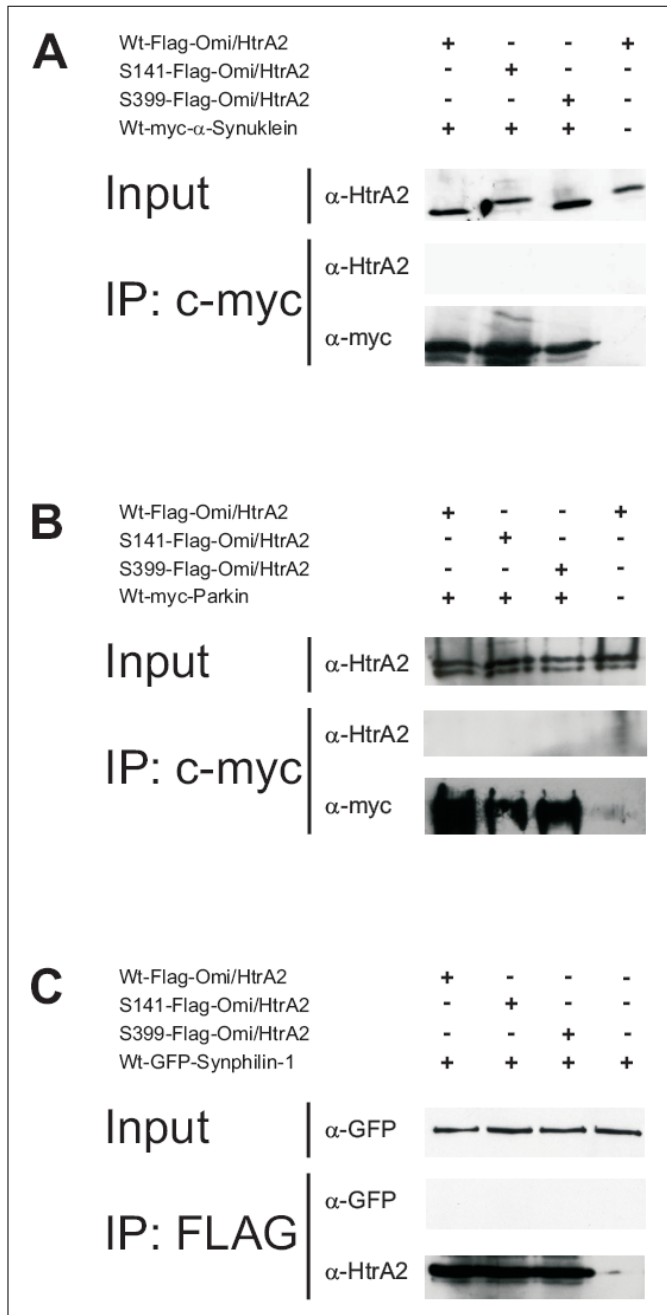 A
Wt-Flag-Omi/HtrA2 + - - +
S141-Flag-Omi/HtrA2 - + - -
S399-Flag-Omi/HtrA2 - - + -
Wt-myc-α-Synuklein + + + -
Input
α-HtrA2
IP: c-myc
α-HtrA2
α-myc
B
Wt-Flag-Omi/HtrA2 + - - +
S141-Flag-Omi/HtrA2 - + - -
S399-Flag-Omi/HtrA2 - - + -
Wt-myc-Parkin + + + -
Input
α-HtrA2
IP: c-myc
α-HtrA2
α-myc
C
Wt-Flag-Omi/HtrA2 + - - -
S141-Flag-Omi/HtrA2 - + - -
S399-Flag-Omi/HtrA2 - - + -
Wt-GFP-Synphilin-1 + + + +
Input
α-GFP
IP: FLAG
α-GFP
α-HtrA2